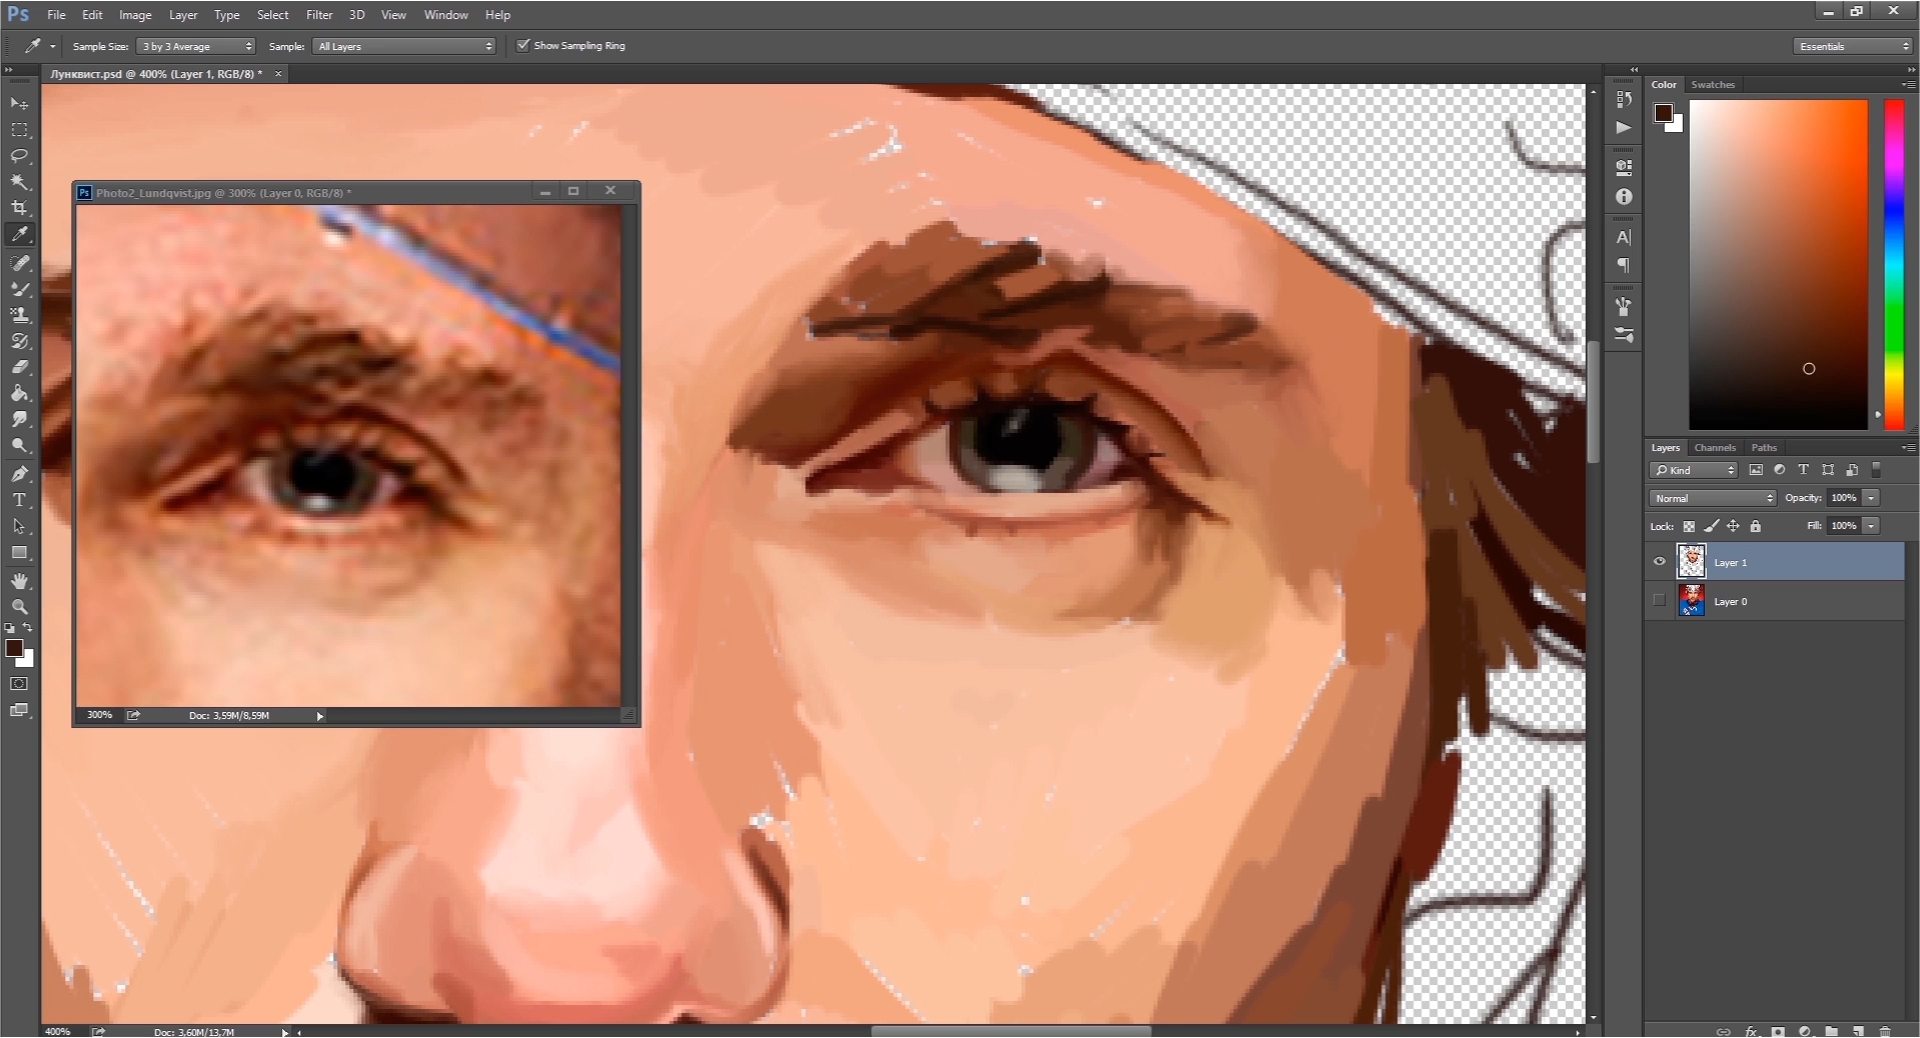 Ps File Edit Image Layer Type Select Filter 3D View Window Help
Sample Size: 3 by 3 Average Sample: All Layers Show Sampling Ring Essentials
Лунквист.psd @ 400% (Layer 1, RGB/8) * ×
Color Swatches
Ps Photo2_Lundqvist.jpg @ 300% (Layer 0, RGB/8) *
A
T
Layers Channels Paths
Kind T
Normal Opacity: 100%
Lock: Fill: 100%
Layer 1
Layer 0
300% Doc: 3,59M/8,59M
400% Doc: 3,60M/13,7M
fx